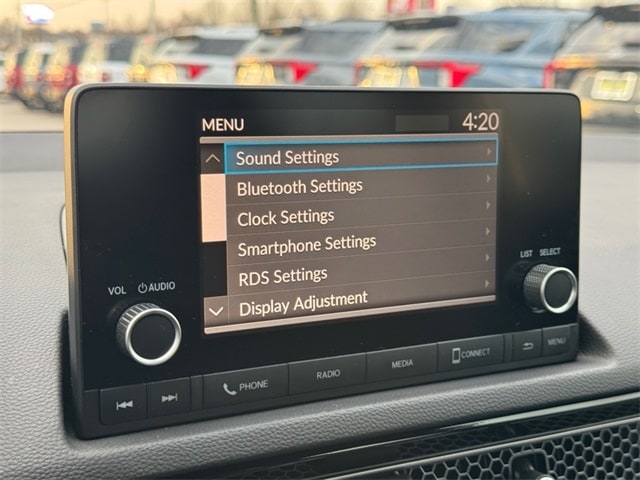 MENU 4:20
Sound Settings
Bluetooth Settings
Clock Settings
Smartphone Settings
RDS Settings
Display Adjustment
VOL AUDIO
LIST SELECT
PHONE RADIO MEDIA CONNECT MENU